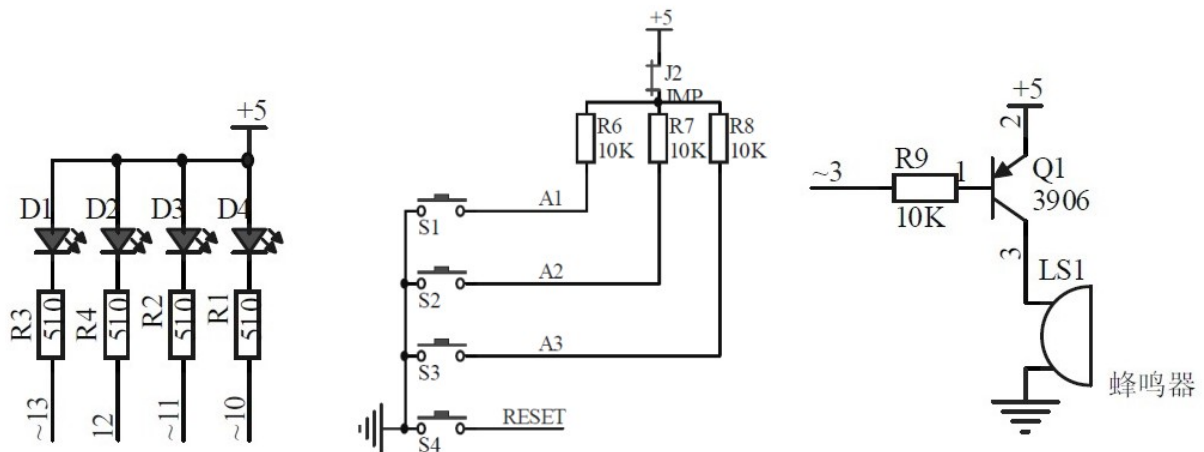 +5
D1 D2 D3 D4
R3 510 R4 510 R2 510 R1 510
~13 12 ~11 ~10
+5
J2
JMP
R6 R7 R8
10K 10K 10K
A1
S1
A2
S2
A3
S3
RESET
S4
+5
2
~3 R9 1 Q1
10K 3906
3
LS1
蜂鸣器